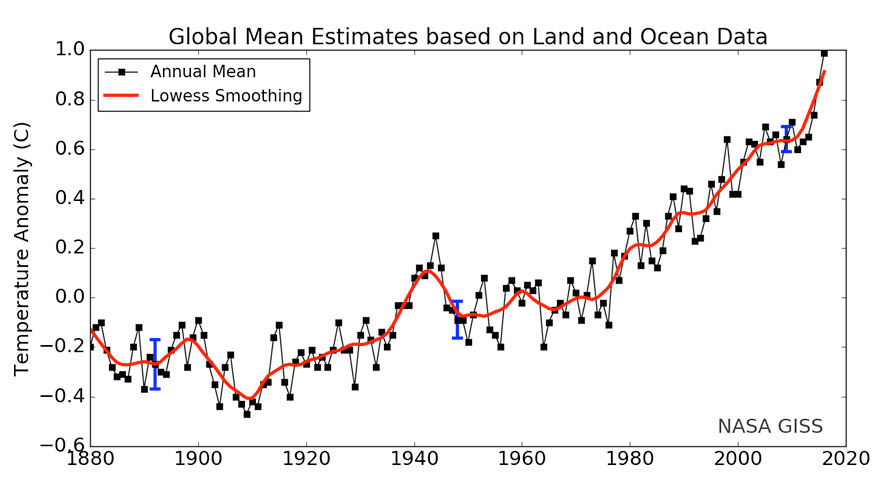 Global Mean Estimates based on Land and Ocean Data
1.0
Annual Mean
Lowess Smoothing
0.8
0.6
0.4
0.2
0.0
−0.2
−0.4
−0.6
Temperature Anomaly (C)
NASA GISS
1880 1900 1920 1940 1960 1980 2000 2020